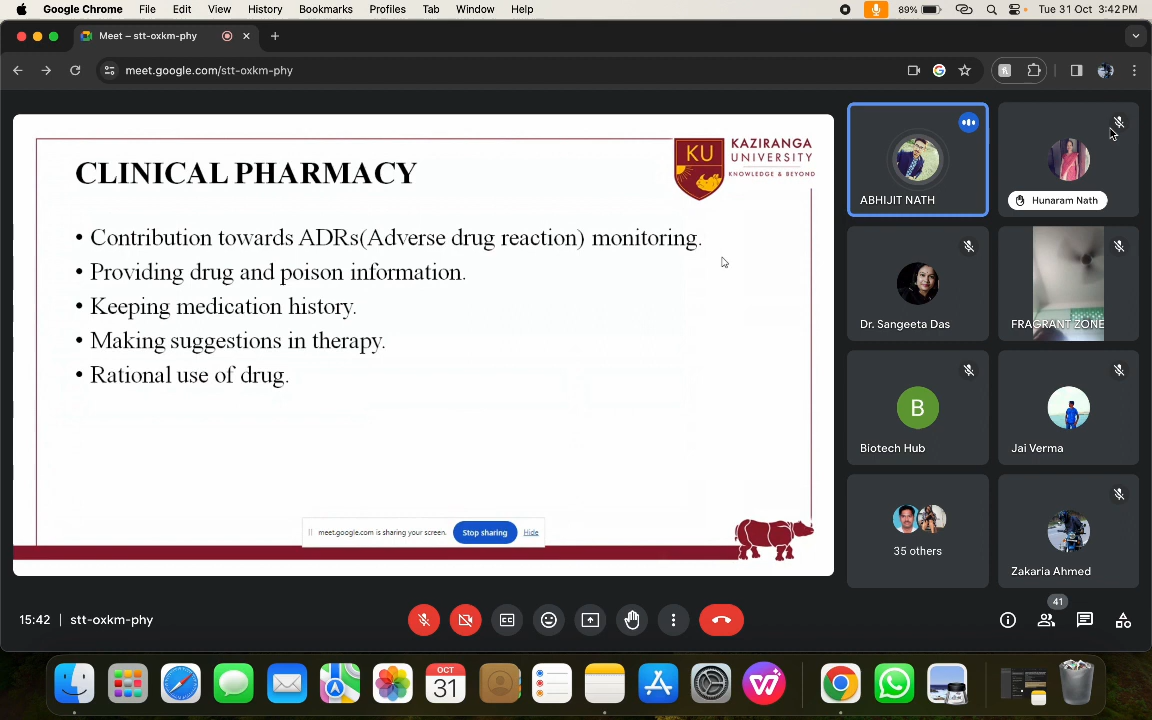 Google Chrome File Edit View History Bookmarks Profiles Tab Window Help 89% Tue 31 Oct 3:42 PM
Meet – stt-oxkm-phy
meet.google.com/stt-oxkm-phy
CLINICAL PHARMACY
KU
KAZIRANGA
UNIVERSITY
KNOWLEDGE & BEYOND
• Contribution towards ADRs(Adverse drug reaction) monitoring.
• Providing drug and poison information.
• Keeping medication history.
• Making suggestions in therapy.
• Rational use of drug.
meet.google.com is sharing your screen. Stop sharing Hide
ABHIJIT NATH
Hunaram Nath
Dr. Sangeeta Das
FRAGRANT ZONE
B
Biotech Hub
Jai Verma
35 others
Zakaria Ahmed
15:42 | stt-oxkm-phy
41
OCT
31